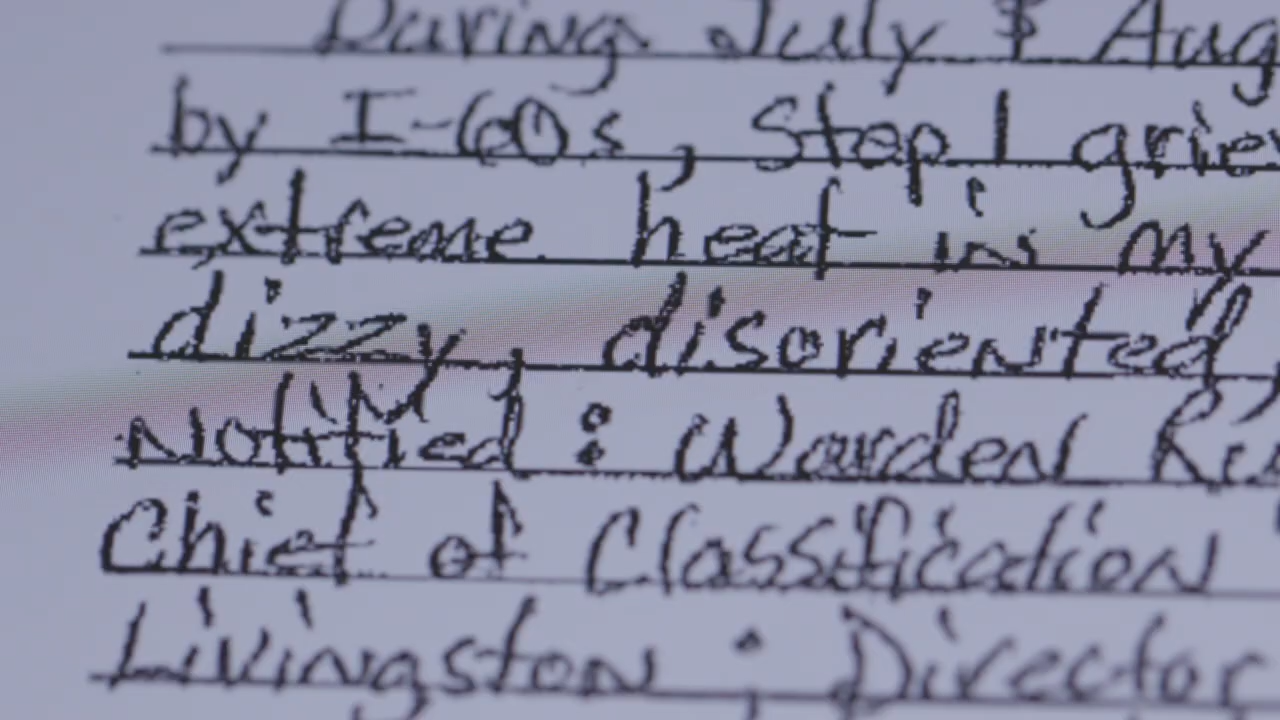 During July & Aug
by I-60s, Step 1 griev
extreme heat in my
dizzy, disoriented,
Notified: Warden
Chief of Classification
Livingston; Director